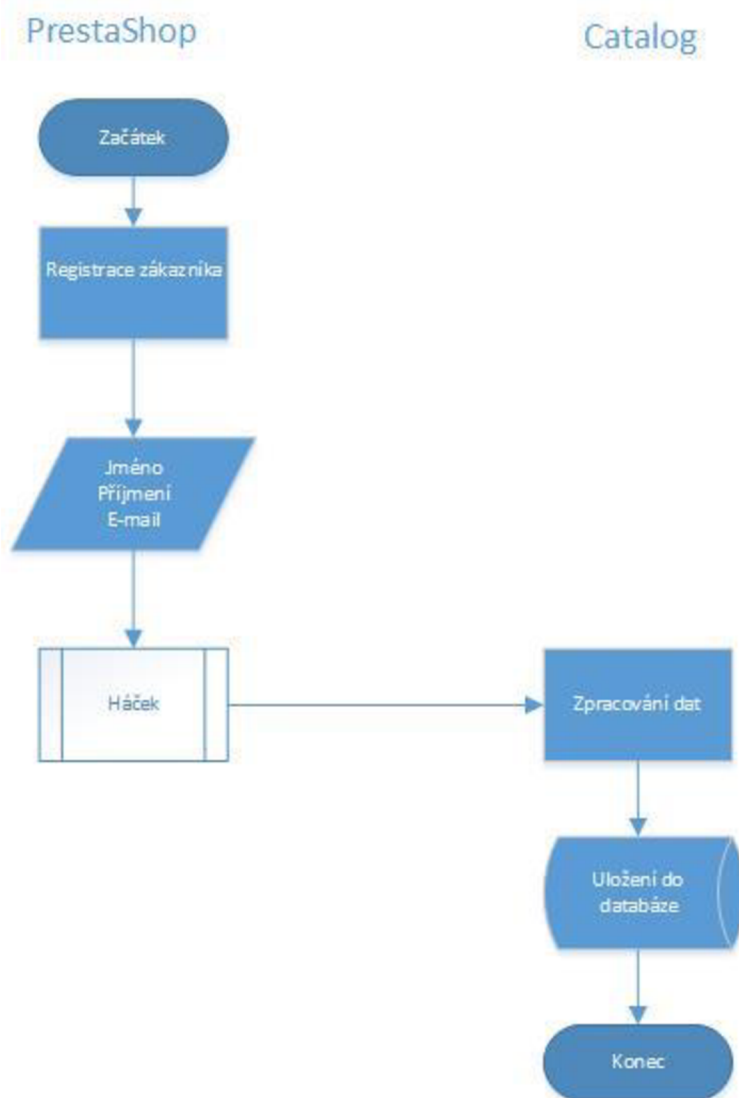 PrestaShop
Catalog
Začátek
Registrace zákazníka
Jméno
Příjmení
E-mail
Háček
Zpracování dat
Uložení do
databáze
Konec